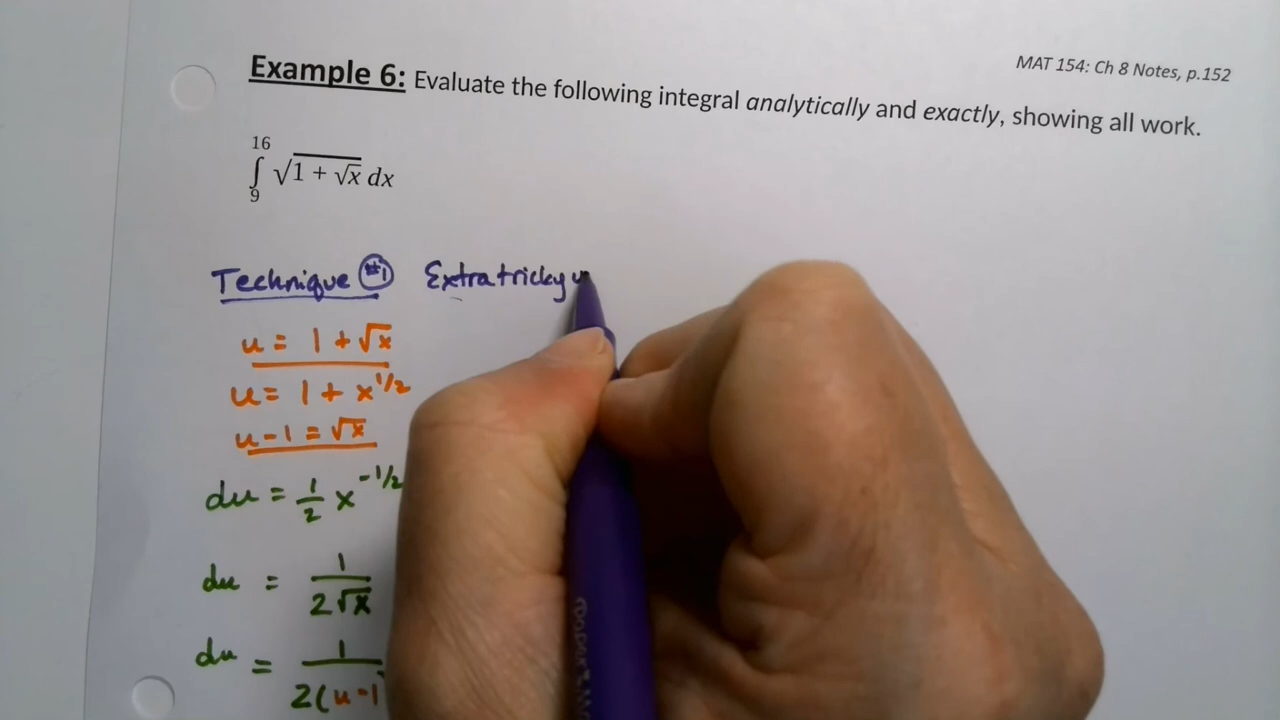 MAT 154: Ch 8 Notes, p.152
Example 6: Evaluate the following integral analytically and exactly, showing all work.
16
∫ √1 + √x dx
9
Technique #1 Extra tricky u
u = 1 + √x
u = 1 + x^1/2
u - 1 = √x
du = 1/2 x^-1/2
du = 1/2√x
du = 1/2(u-1